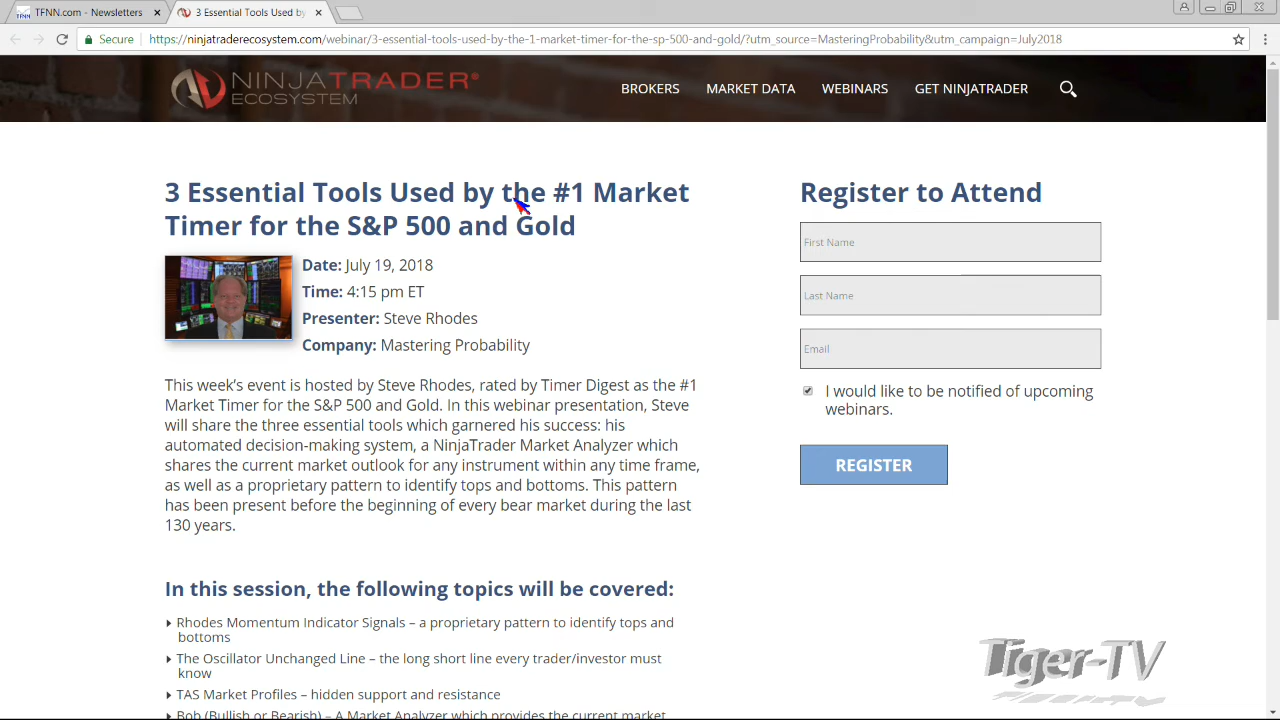 TFNN.com - Newsletters
3 Essential Tools Used by
Secure
https://ninjatraderecosystem.com/webinar/3-essential-tools-used-by-the-1-market-timer-for-the-sp-500-and-gold/?utm_source=MasteringProbability&utm_campaign=July2018
NINJATRADER®
ECOSYSTEM
BROKERS
MARKET DATA
WEBINARS
GET NINJATRADER
3 Essential Tools Used by the #1 Market
Timer for the S&P 500 and Gold
Date: July 19, 2018
Time: 4:15 pm ET
Presenter: Steve Rhodes
Company: Mastering Probability
This week's event is hosted by Steve Rhodes, rated by Timer Digest as the #1
Market Timer for the S&P 500 and Gold. In this webinar presentation, Steve
will share the three essential tools which garnered his success: his
automated decision-making system, a NinjaTrader Market Analyzer which
shares the current market outlook for any instrument within any time frame,
as well as a proprietary pattern to identify tops and bottoms. This pattern
has been present before the beginning of every bear market during the last
130 years.
In this session, the following topics will be covered:
Rhodes Momentum Indicator Signals – a proprietary pattern to identify tops and
bottoms
The Oscillator Unchanged Line – the long short line every trader/investor must
know
TAS Market Profiles – hidden support and resistance
Bob (Bullish or Bearish) – A Market Analyzer which provides the current market
Register to Attend
First Name
Last Name
Email
I would like to be notified of upcoming
webinars.
REGISTER
Tiger-TV